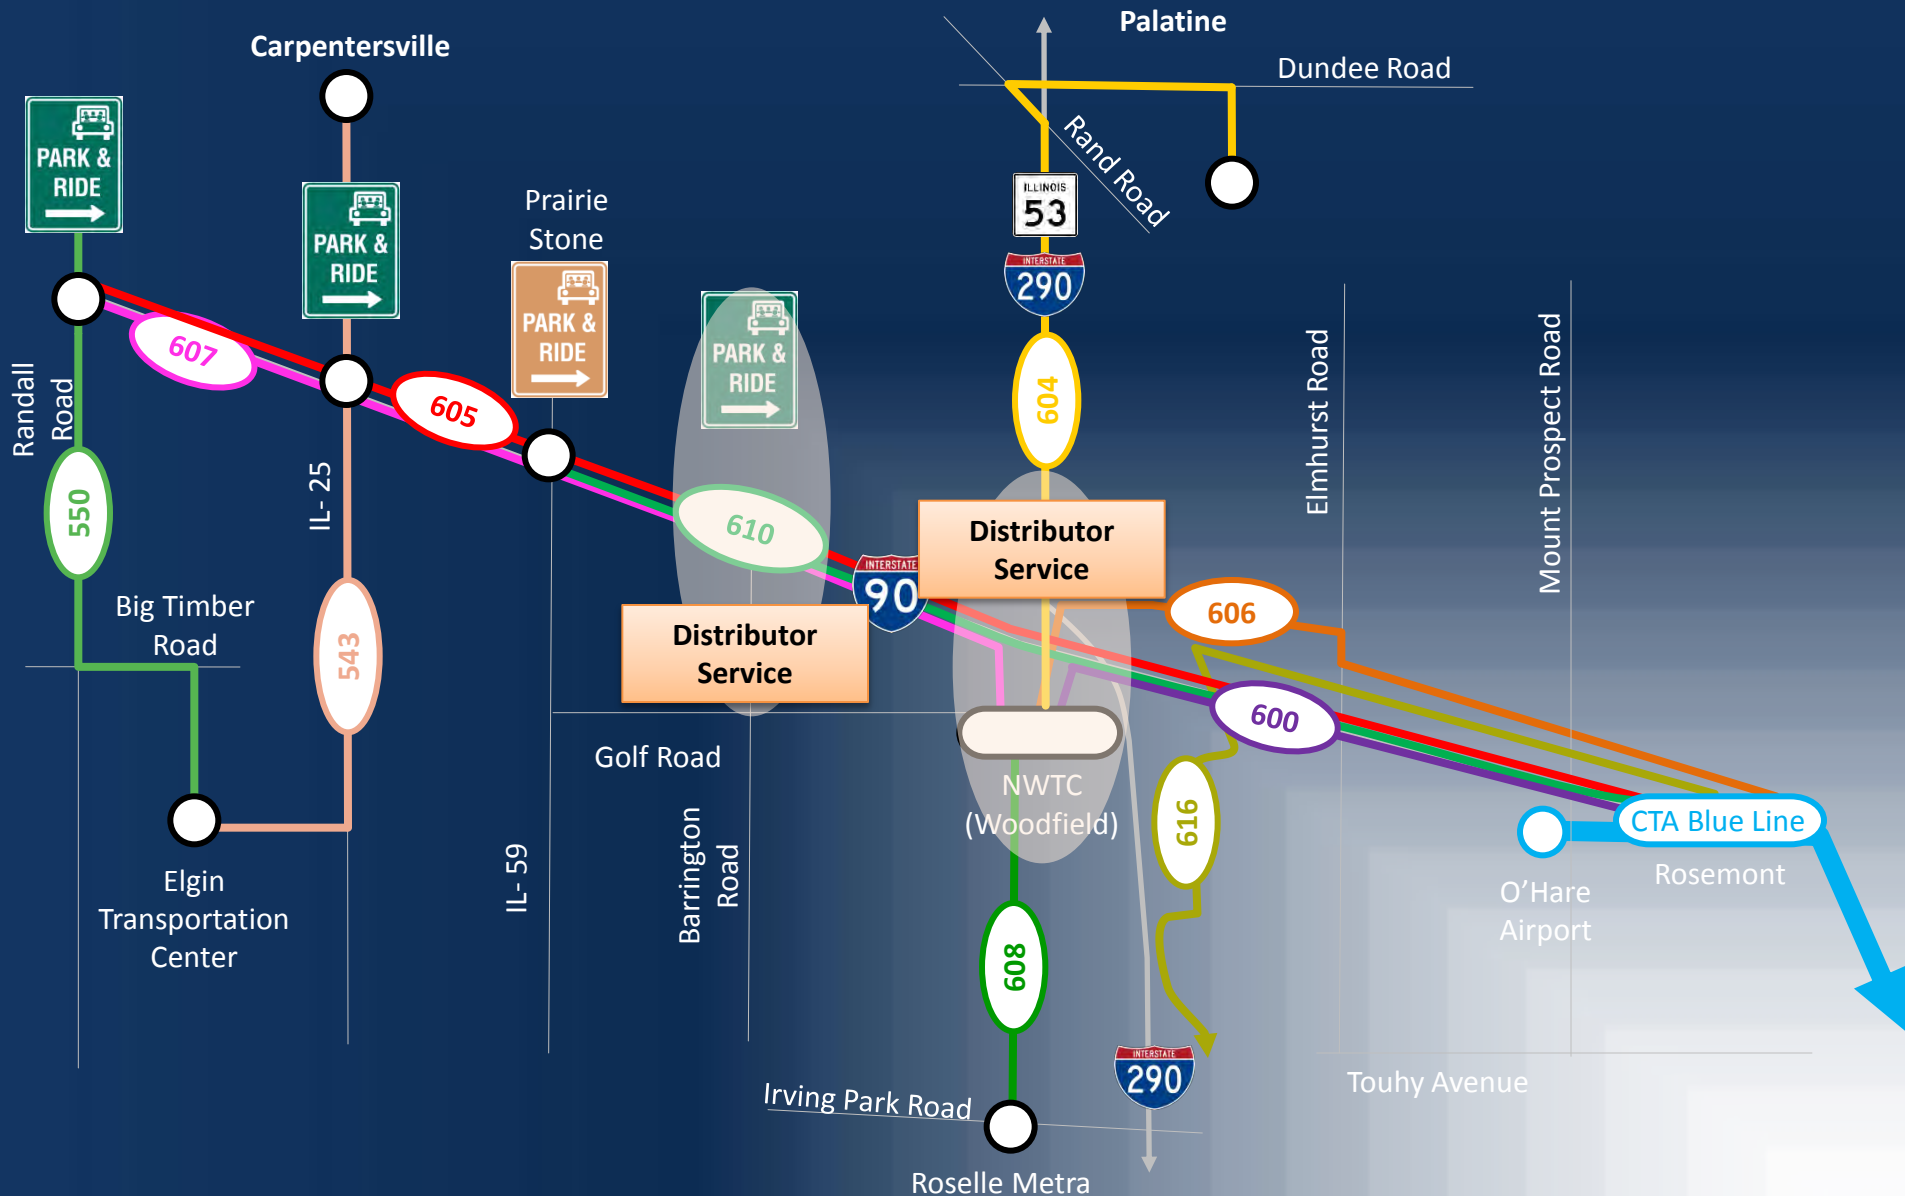 Palatine
Carpentersville
Dundee Road
PARK &
RIDE
Rand Road
ILLINOIS
53
PARK &
RIDE
Prairie
Stone
INTERSTATE
290
PARK &
RIDE
PARK &
RIDE
607
605
604
Randall
Road
Elmhurst Road
Mount Prospect Road
550
IL- 25
610
Distributor
Service
INTERSTATE
90
606
Big Timber
Road
543
Distributor
Service
600
Golf Road
NWTC
(Woodfield)
616
CTA Blue Line
Rosemont
Barrington
Road
IL- 59
Elgin
Transportation
Center
O’Hare
Airport
608
INTERSTATE
290
Touhy Avenue
Irving Park Road
Roselle Metra